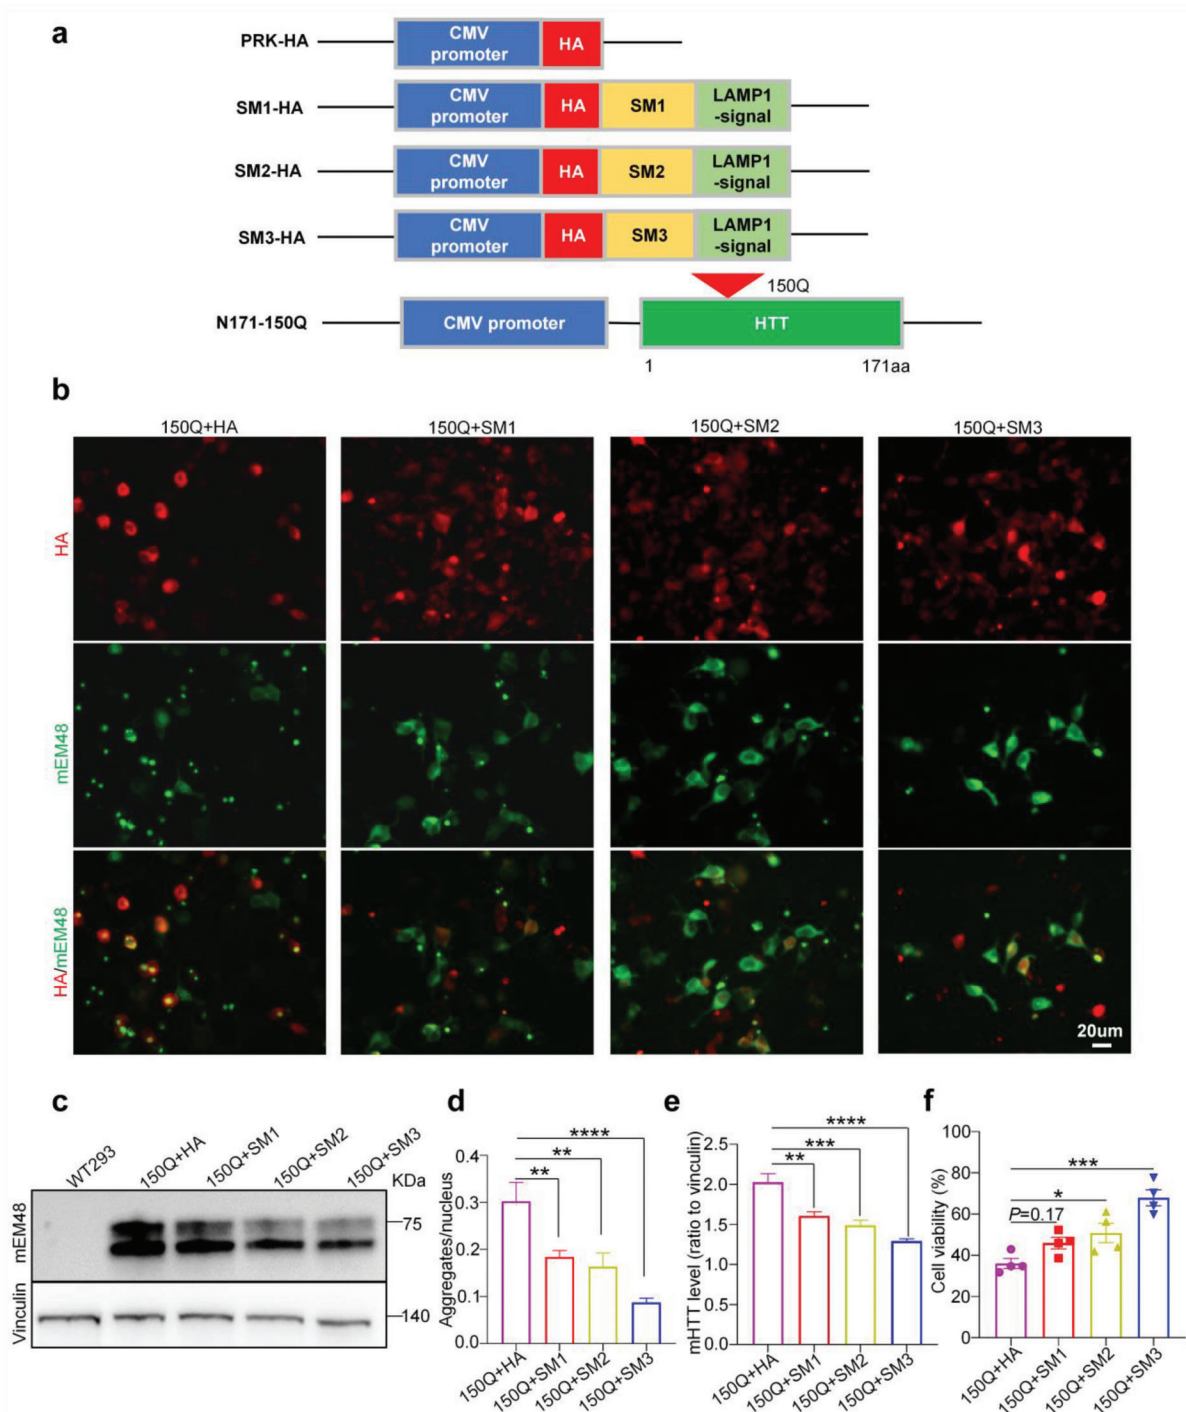 a
PRK-HA
CMV
promoter
HA
SM1-HA
CMV
promoter
HA
SM1
LAMP1
-signal
SM2-HA
CMV
promoter
HA
SM2
LAMP1
-signal
SM3-HA
CMV
promoter
HA
SM3
LAMP1
-signal
150Q
N171-150Q
CMV promoter
HTT
1
171aa
b
150Q+HA
150Q+SM1
150Q+SM2
150Q+SM3
HA
mEM48
HA/mEM48
20um
c
WT293
150Q+HA
150Q+SM1
150Q+SM2
150Q+SM3
KDa
mEM48
75
Vinculin
140
d
****
**
**
Aggregates/nucleus
0.4
0.3
0.2
0.1
0.0
150Q+HA
150Q+SM1
150Q+SM2
150Q+SM3
e
****
***
**
mHTT level (ratio to vinculin)
2.5
2.0
1.5
1.0
0.5
0.0
150Q+HA
150Q+SM1
150Q+SM2
150Q+SM3
f
***
*
P=0.17
Cell viability (%)
100
80
60
40
20
0
150Q+HA
150Q+SM1
150Q+SM2
150Q+SM3